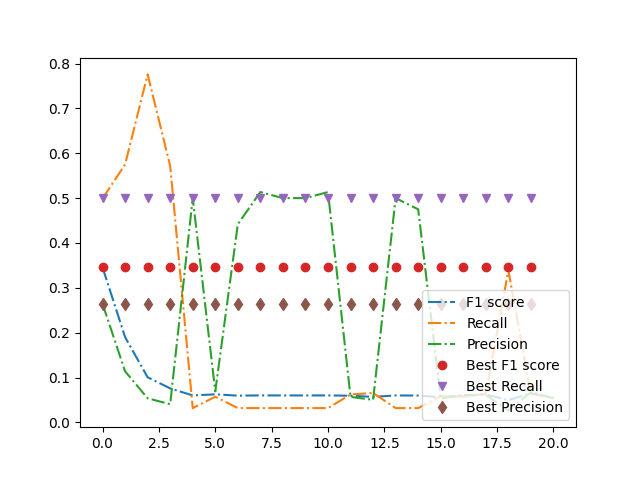 0.8
0.7
0.6
0.5
0.4
0.3
0.2
0.1
0.0
0.0 2.5 5.0 7.5 10.0 12.5 15.0 17.5 20.0
F1 score
Recall
Precision
Best F1 score
Best Recall
Best Precision